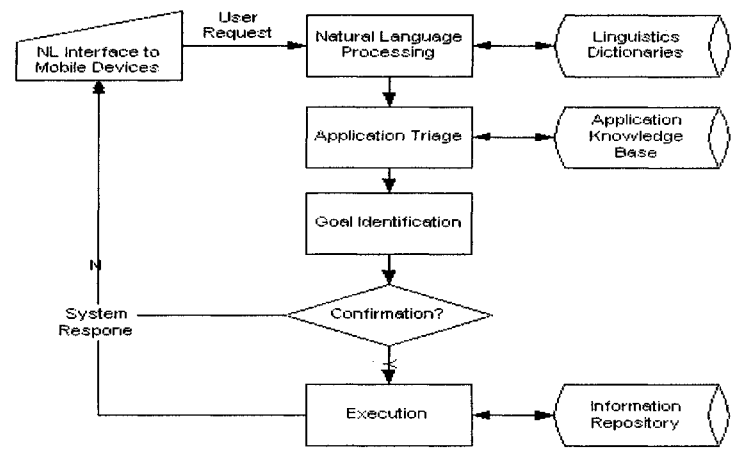 User
Request
NL Interface to
Mobile Devices
Natural Language
Processing
Linguistics
Dictionaries
Application Triage
Application
Knowledge
Base
Goal Identification
N
System
Respone
Confirmation?
Execution
Information
Repository